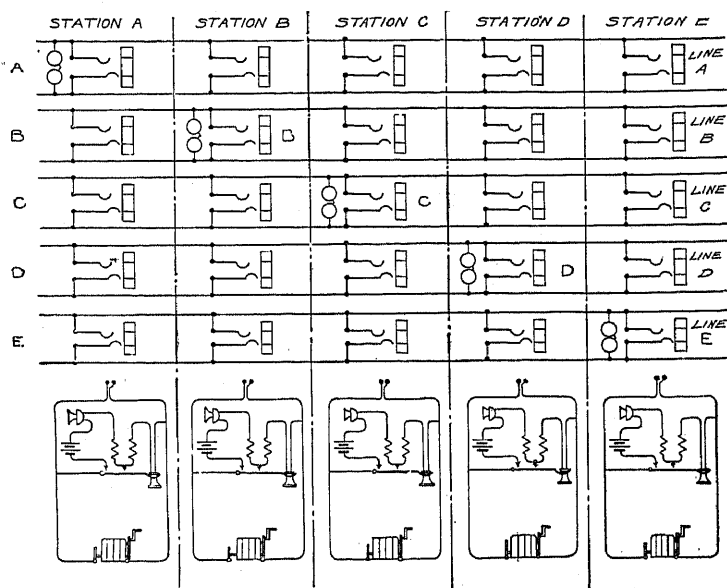 STATION A STATION B STATION C STATION D STATION E
A LINE A
B B LINE B
C C LINE C
D D LINE D
E. LINE E